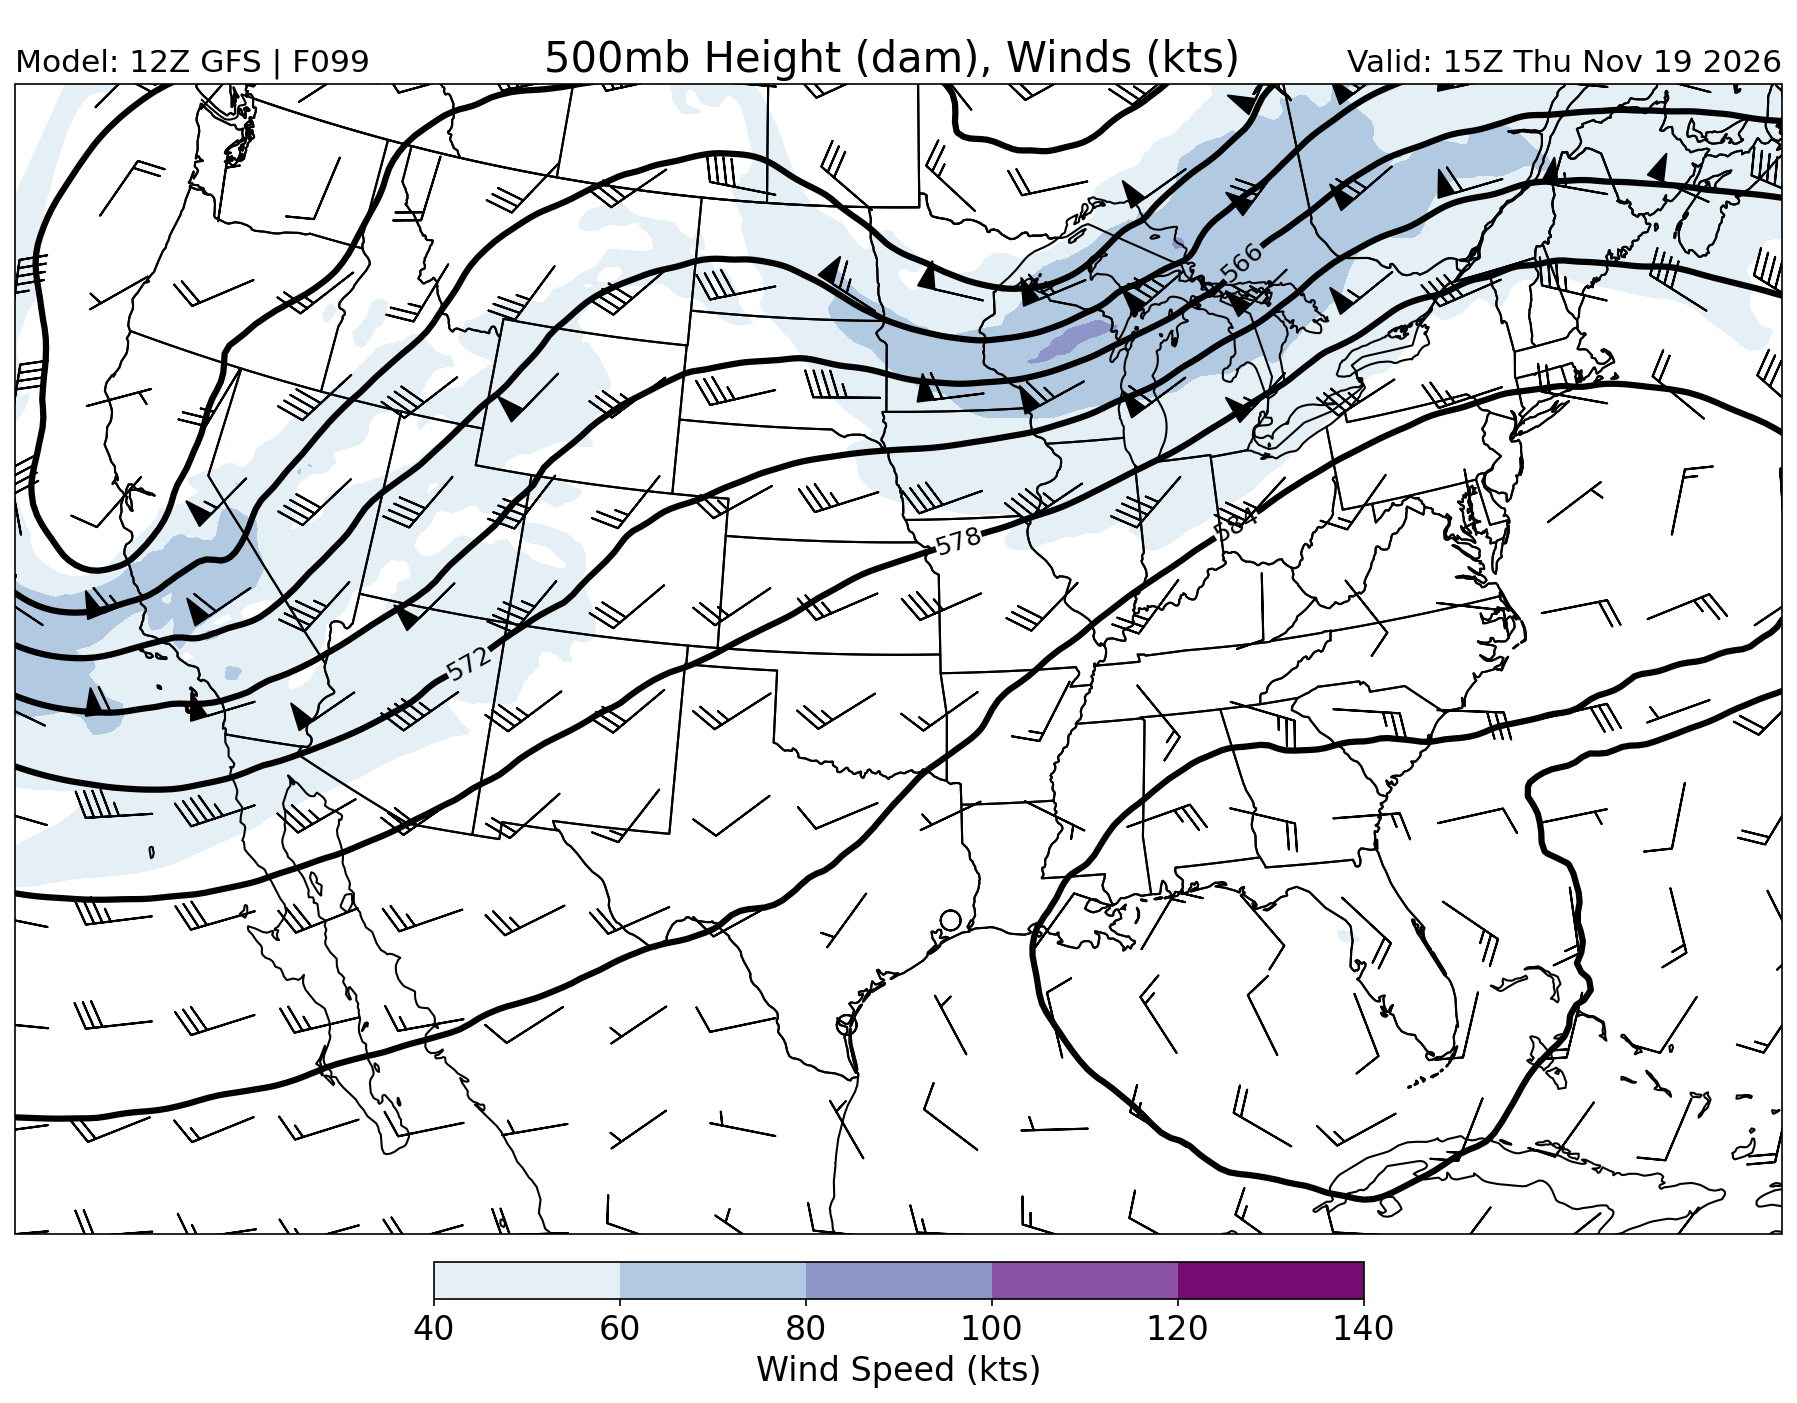 Model: 12Z GFS | F099
500mb Height (dam), Winds (kts)
Valid: 15Z Thu Nov 19 2026
566
578
584
572
40 60 80 100 120 140
Wind Speed (kts)